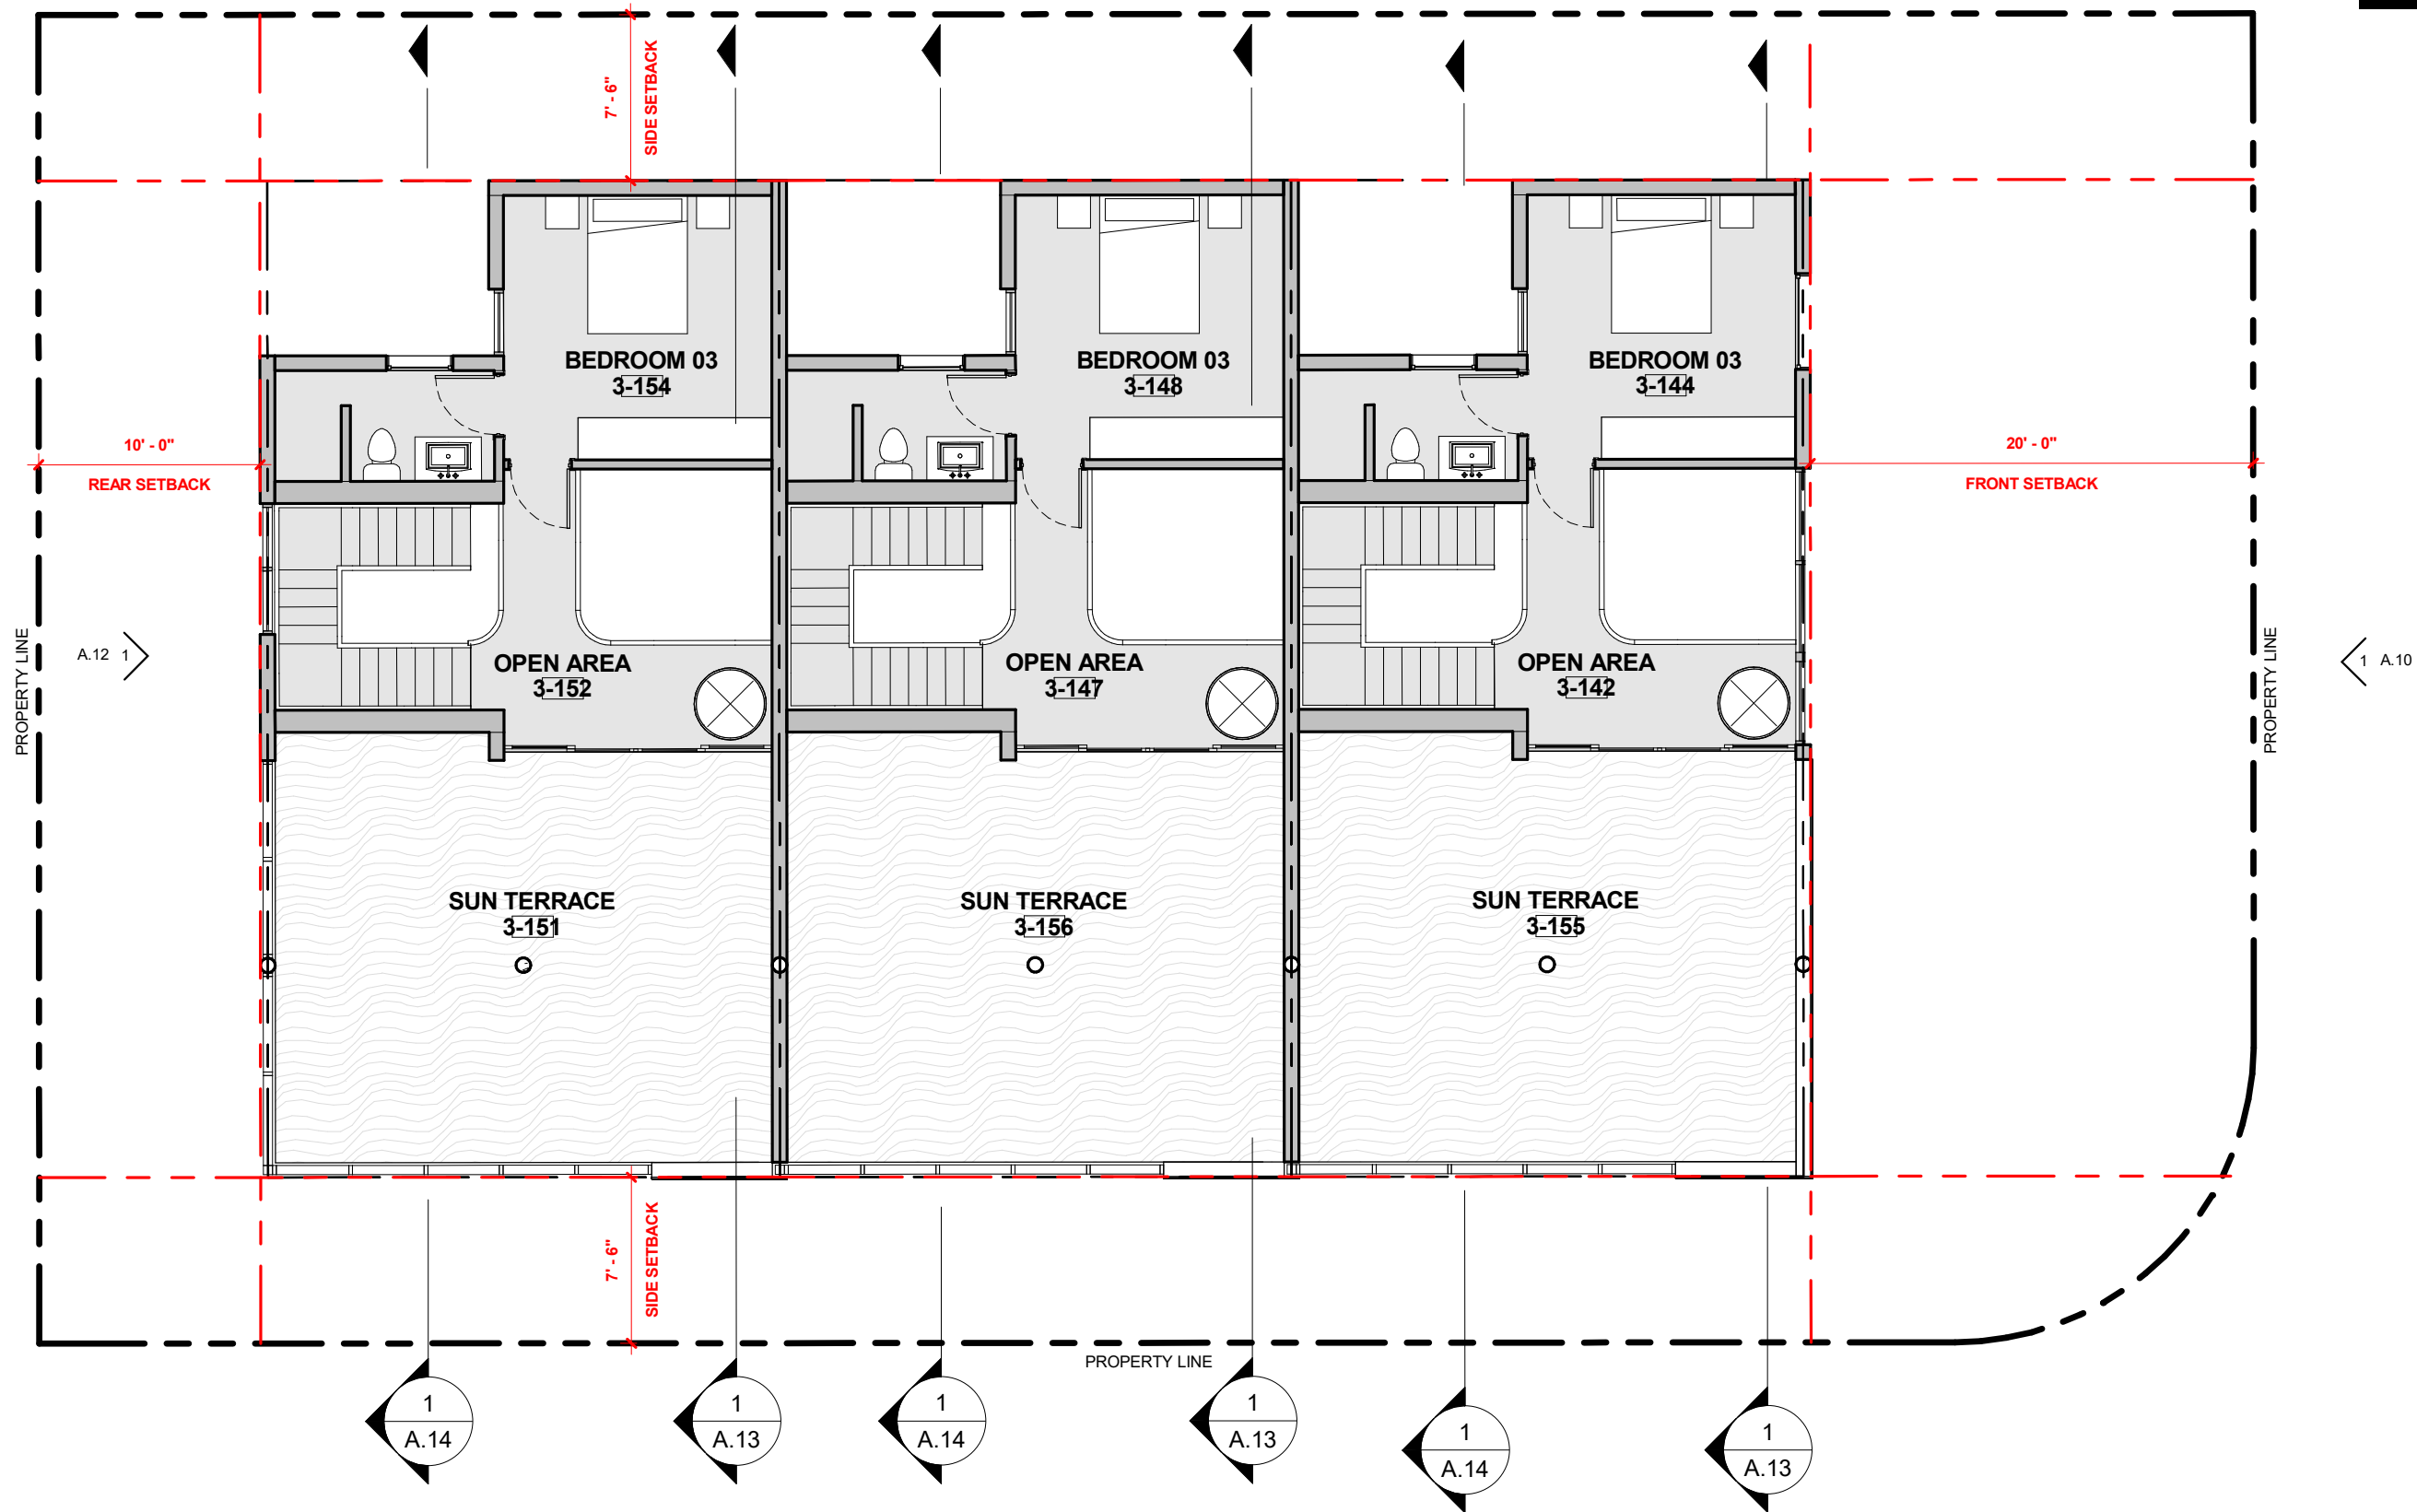 7' - 6"
SIDE SETBACK
BEDROOM 03
3-154
BEDROOM 03
3-148
BEDROOM 03
3-144
10' - 0"
REAR SETBACK
20' - 0"
FRONT SETBACK
PROPERTY LINE
A.12 1
OPEN AREA
3-152
OPEN AREA
3-147
OPEN AREA
3-142
PROPERTY LINE
1 A.10
SUN TERRACE
3-151
SUN TERRACE
3-156
SUN TERRACE
3-155
7' - 6"
SIDE SETBACK
PROPERTY LINE
1
A.14
1
A.13
1
A.14
1
A.13
1
A.14
1
A.13